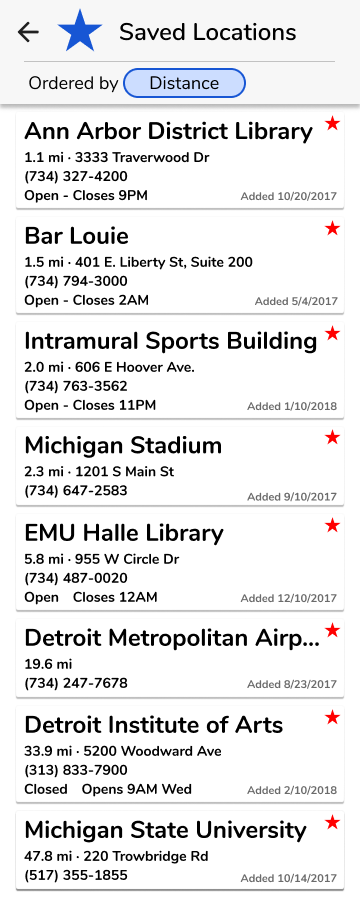 Saved Locations
Ordered by Distance
Ann Arbor District Library
1.1 mi · 3333 Traverwood Dr
(734) 327-4200
Open - Closes 9PM Added 10/20/2017
Bar Louie
1.5 mi · 401 E. Liberty St, Suite 200
(734) 794-3000
Open - Closes 2AM Added 5/4/2017
Intramural Sports Building
2.0 mi · 606 E Hoover Ave.
(734) 763-3562
Open - Closes 11PM Added 1/10/2018
Michigan Stadium
2.3 mi · 1201 S Main St
(734) 647-2583 Added 9/10/2017
EMU Halle Library
5.8 mi · 955 W Circle Dr
(734) 487-0020
Open Closes 12AM Added 12/10/2017
Detroit Metropolitan Airp...
19.6 mi
(734) 247-7678 Added 8/23/2017
Detroit Institute of Arts
33.9 mi · 5200 Woodward Ave
(313) 833-7900
Closed Opens 9AM Wed Added 2/10/2018
Michigan State University
47.8 mi · 220 Trowbridge Rd
(517) 355-1855 Added 10/14/2017